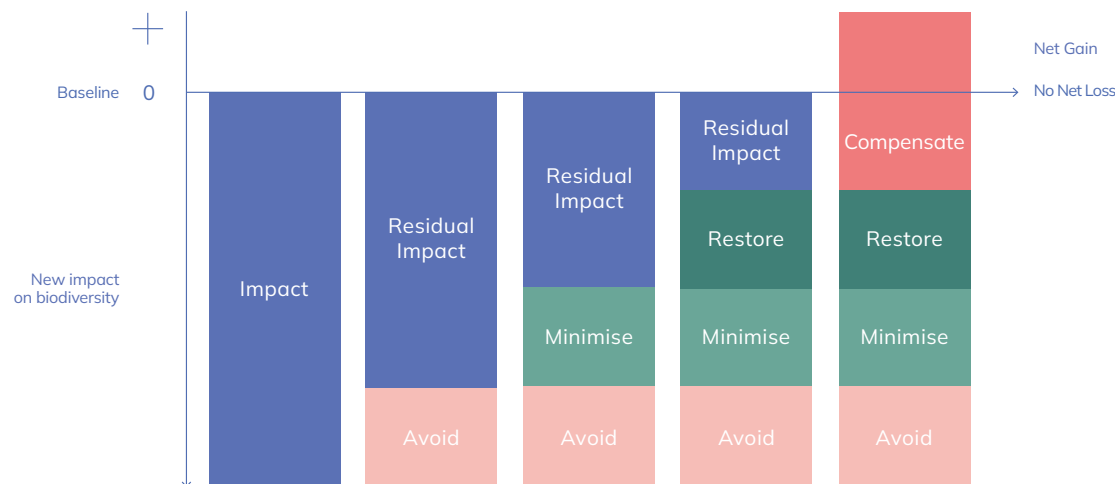 Net Gain
Baseline
0
No Net Loss
New impact
on biodiversity
Impact
Residual
Impact
Avoid
Residual
Impact
Minimise
Avoid
Residual
Impact
Restore
Minimise
Avoid
Compensate
Restore
Minimise
Avoid